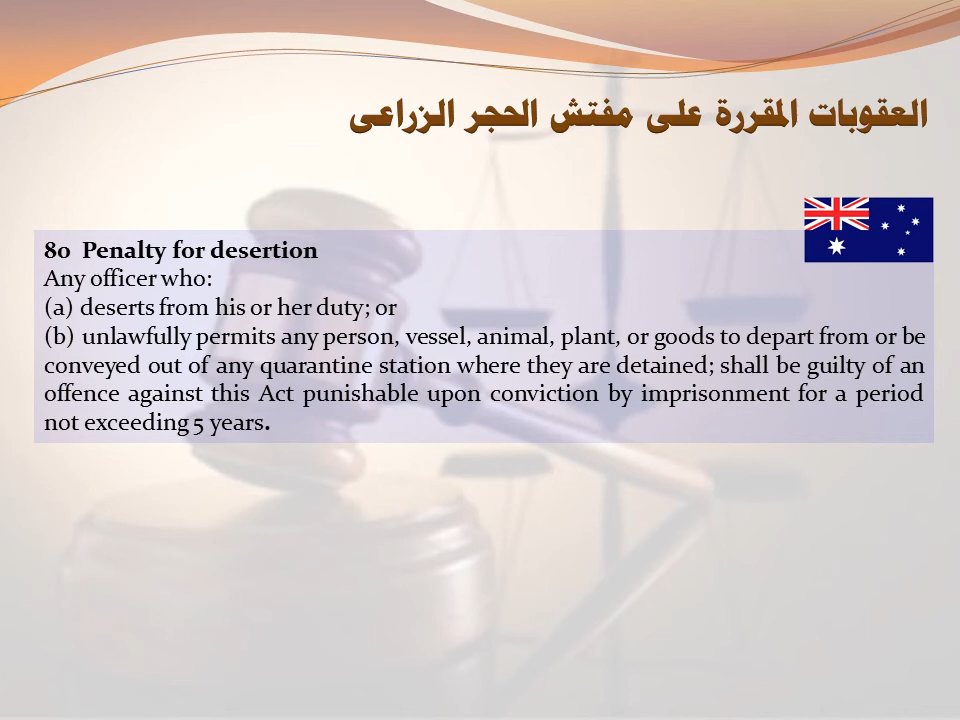 العقوبات المقررة على مفتش الحجر الزراعى
80 Penalty for desertion
Any officer who:
(a) deserts from his or her duty; or
(b) unlawfully permits any person, vessel, animal, plant, or goods to depart from or be
conveyed out of any quarantine station where they are detained; shall be guilty of an
offence against this Act punishable upon conviction by imprisonment for a period
not exceeding 5 years.